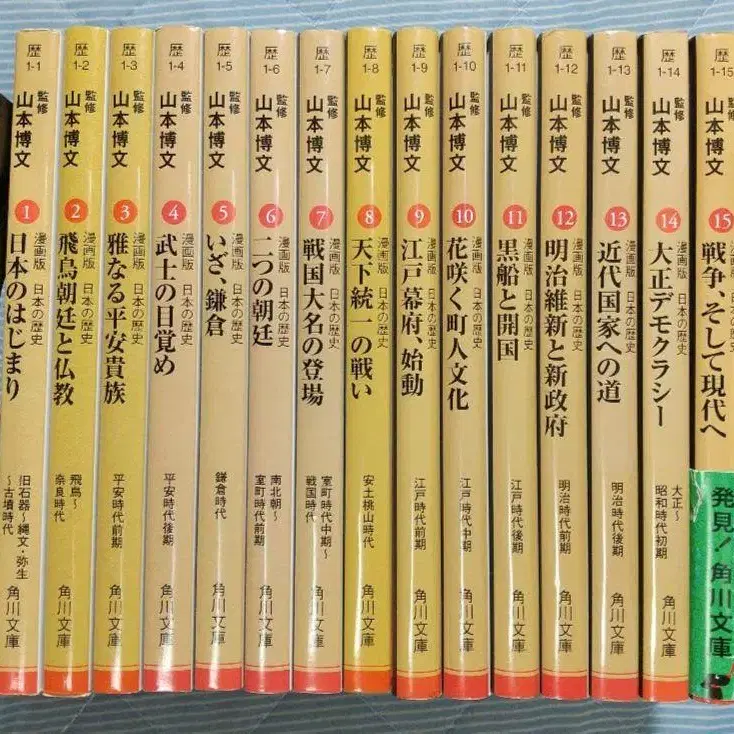 歴
1-1
監修
山本博文
1
漫画版 日本の歴史
日本のはじまり
旧石器〜縄文・弥生
〜古墳時代
角川文庫
歴
1-2
監修
山本博文
2
漫画版 日本の歴史
飛鳥朝廷と仏教
飛鳥〜
奈良時代
角川文庫
歴
1-3
監修
山本博文
3
漫画版 日本の歴史
雅なる平安貴族
平安時代前期
角川文庫
歴
1-4
監修
山本博文
4
漫画版 日本の歴史
武士の目覚め
平安時代後期
角川文庫
歴
1-5
監修
山本博文
5
漫画版 日本の歴史
いざ、鎌倉
鎌倉時代
角川文庫
歴
1-6
監修
山本博文
6
漫画版 日本の歴史
二つの朝廷
南北朝〜
室町時代前期
角川文庫
歴
1-7
監修
山本博文
7
漫画版 日本の歴史
戦国大名の登場
室町時代中期〜
戦国時代
角川文庫
歴
1-8
監修
山本博文
8
漫画版 日本の歴史
天下統一の戦い
安土桃山時代
角川文庫
歴
1-9
監修
山本博文
9
漫画版 日本の歴史
江戸幕府、始動
江戸時代前期
角川文庫
歴
1-10
監修
山本博文
10
漫画版 日本の歴史
花咲く町人文化
江戸時代中期
角川文庫
歴
1-11
監修
山本博文
11
漫画版 日本の歴史
黒船と開国
江戸時代後期
角川文庫
歴
1-12
監修
山本博文
12
漫画版 日本の歴史
明治維新と新政府
明治時代前期
角川文庫
歴
1-13
監修
山本博文
13
漫画版 日本の歴史
近代国家への道
明治時代後期
角川文庫
歴
1-14
監修
山本博文
14
漫画版 日本の歴史
大正デモクラシー
大正〜
昭和時代初期
角川文庫
歴
1-15
監修
山本博文
15
漫画版 日本の歴史
戦争、そして現代へ
発見！角川文庫